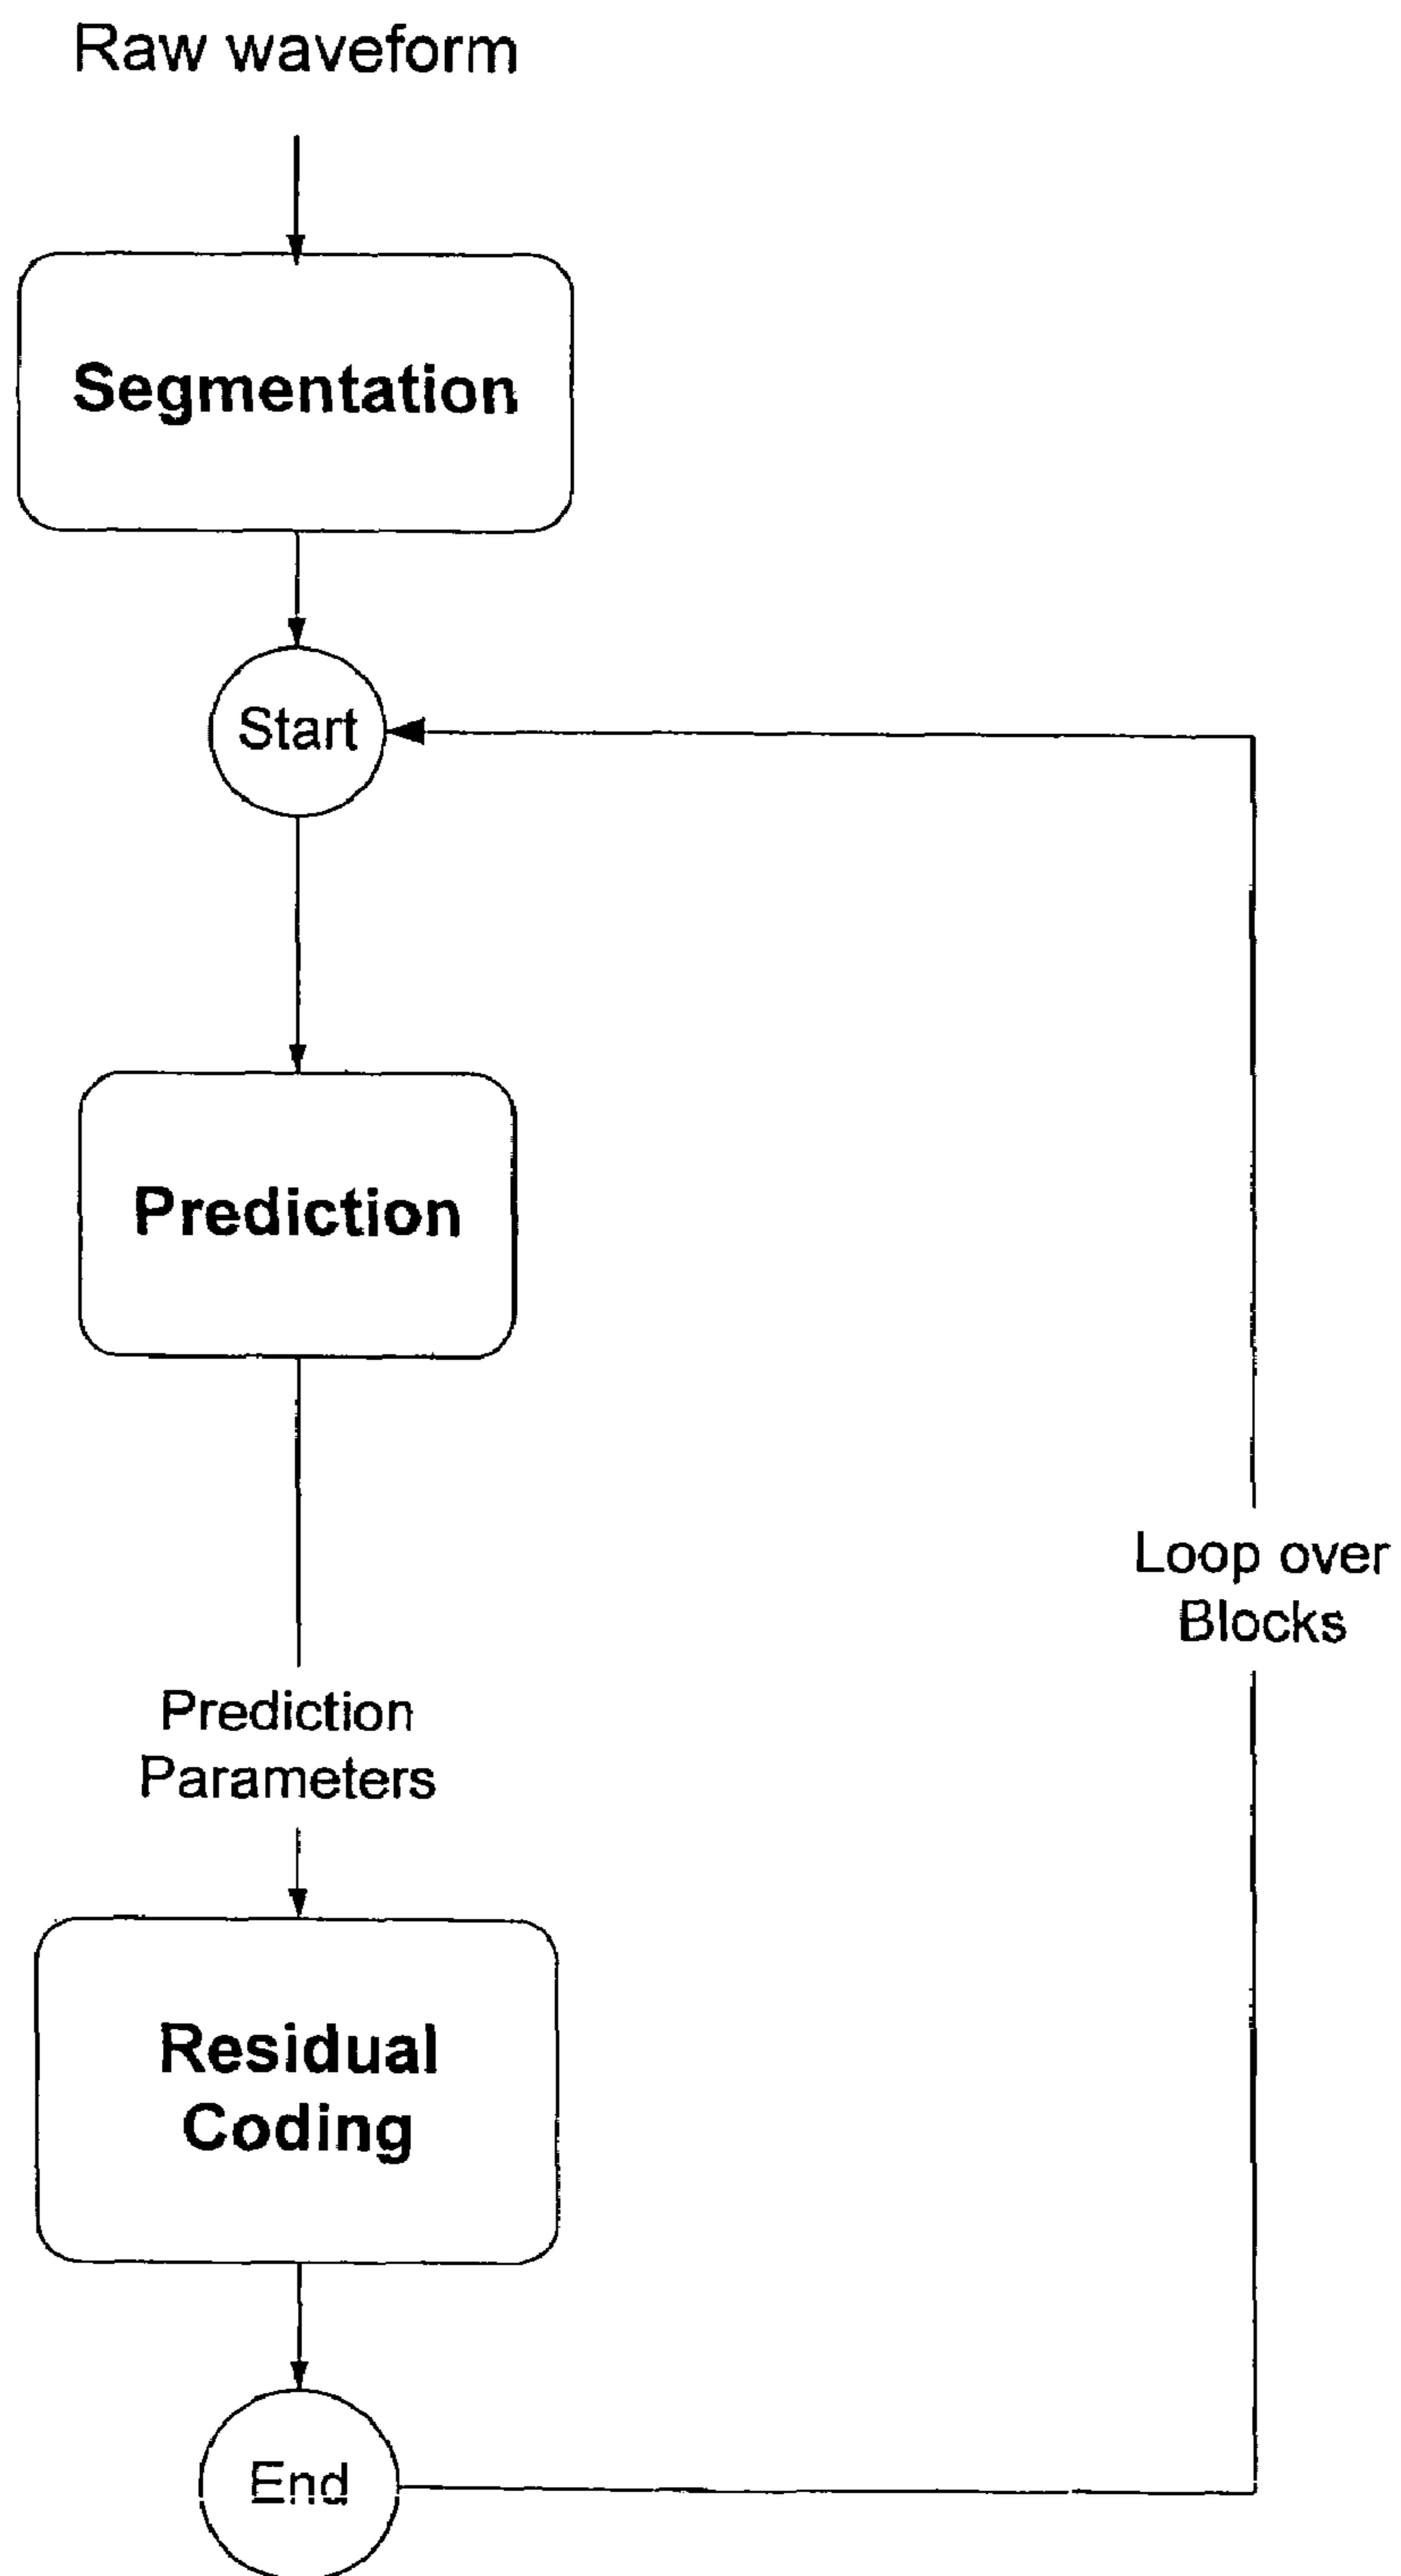 Raw waveform
Segmentation
Start
Prediction
Loop over
Blocks
Prediction
Parameters
Residual
Coding
End